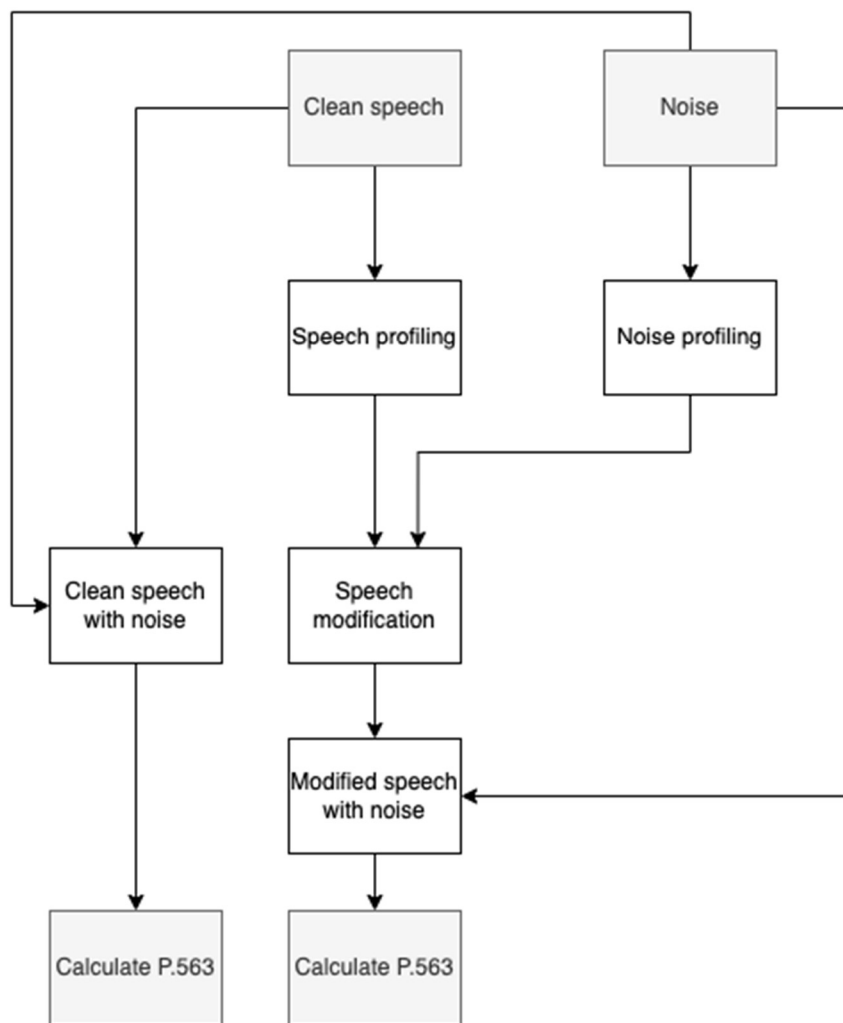 Clean speech
Noise
Speech profiling
Noise profiling
Clean speech
with noise
Speech
modification
Modified speech
with noise
Calculate P.563
Calculate P.563